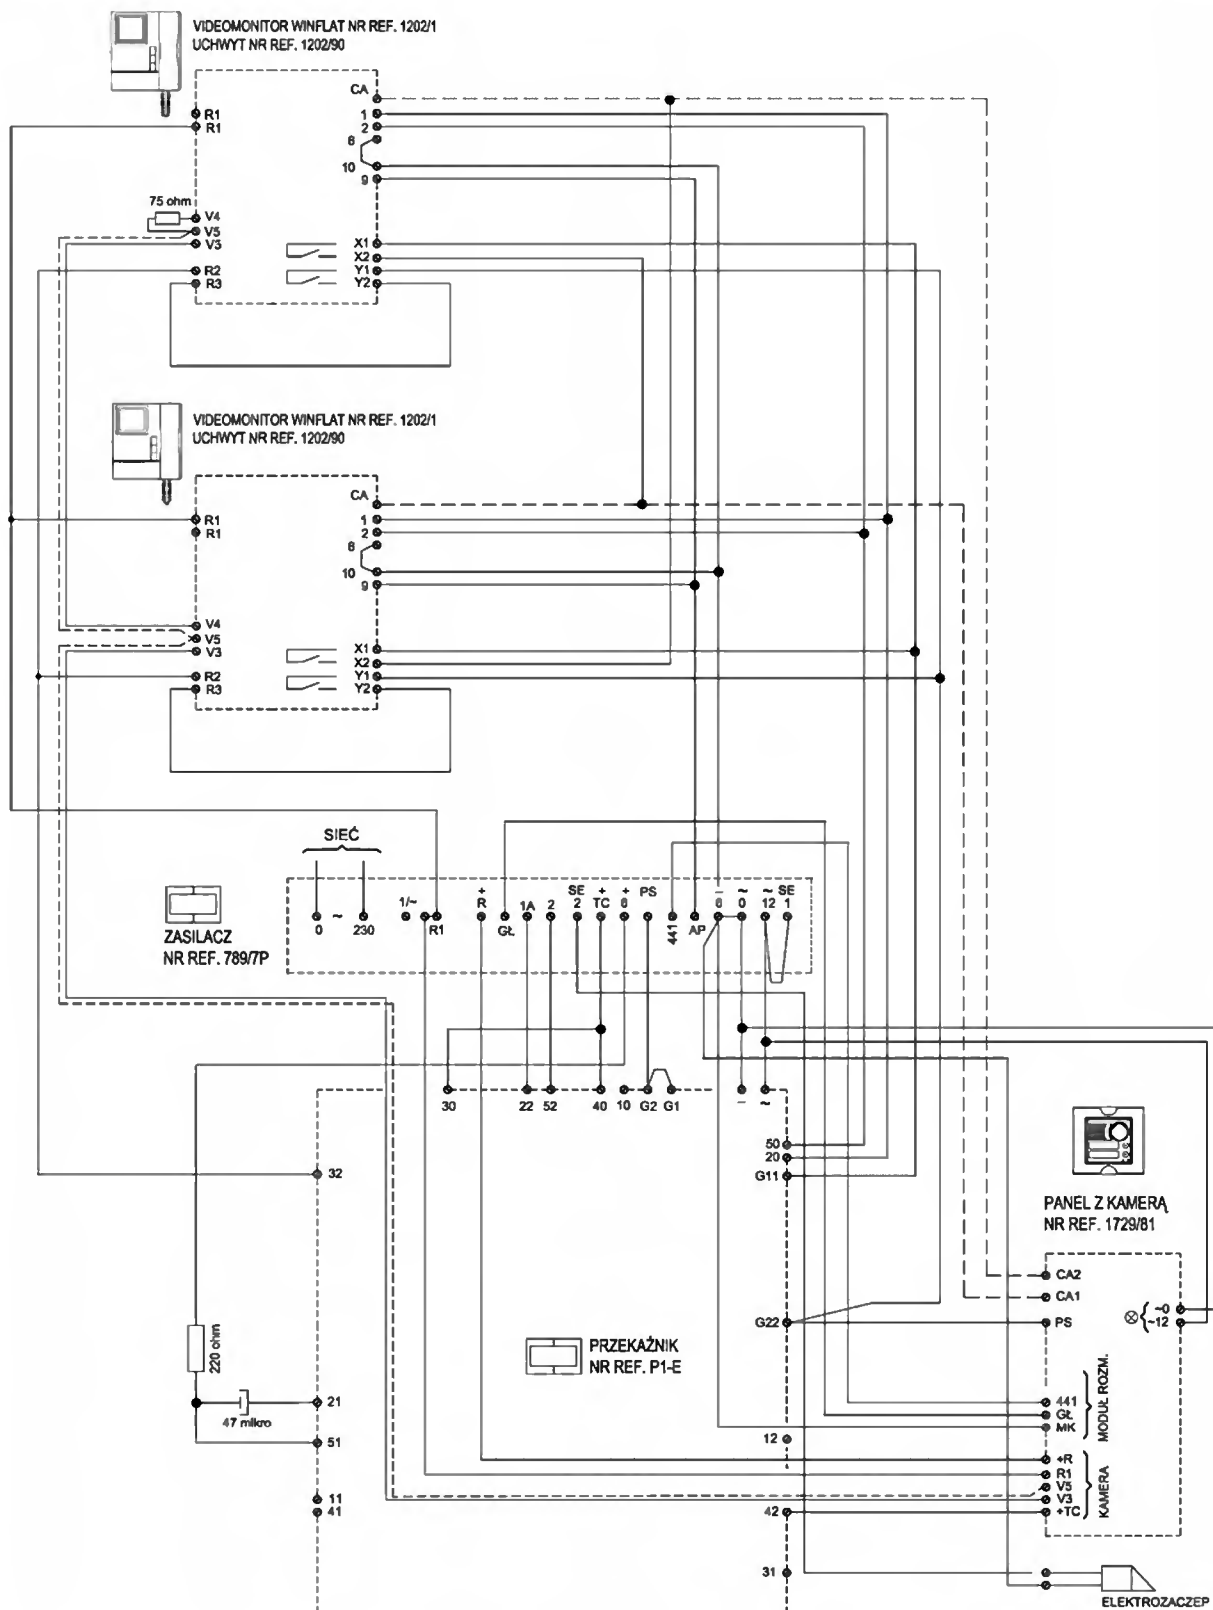 VIDEOMONITOR WINFLAT NR REF. 1202/1
UCHWYT NR REF. 1202/90
CA
R1
R1
1
2
6
10
9
75 ohm
V4
V5
V3
R2
R3
X1
X2
Y1
Y2
VIDEOMONITOR WINFLAT NR REF. 1202/1
UCHWYT NR REF. 1202/90
CA
R1
R1
1
2
6
10
9
V4
V5
V3
R2
R3
X1
X2
Y1
Y2
SIEĆ
0 ~ 230 1/~ R1 +R GŁ 1A 2 SE2 +TC +6 PS 441 AP –6 ~0 ~12 SE1
ZASILACZ
NR REF. 789/7P
30 22 52 40 10 G2 G1 – ~
50
20
G11
32
PANEL Z KAMERĄ
NR REF. 1729/81
CA2
CA1
PS
~0
~12
G22
PRZEKAŹNIK
NR REF. P1-E
220 ohm
47 mikro
21
51
11
41
12
42
31
441
GŁ
MK
MODUŁ ROZM.
+R
R1
V5
V3
+TC
KAMERA
ELEKTROZACZEP